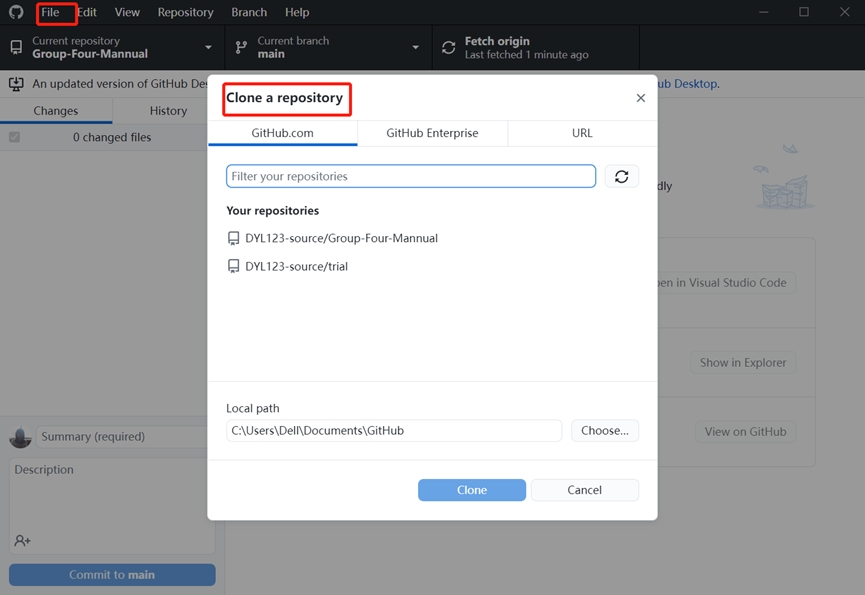 File Edit View Repository Branch Help
Current repository
Group-Four-Mannual
Current branch
main
Fetch origin
Last fetched 1 minute ago
An updated version of GitHub Des
ub Desktop.
Changes History
0 changed files
Clone a repository
GitHub.com GitHub Enterprise URL
Filter your repositories
dly
Your repositories
DYL123-source/Group-Four-Mannual
DYL123-source/trial
en in Visual Studio Code
Show in Explorer
View on GitHub
Local path
C:\Users\Dell\Documents\GitHub
Choose...
Summary (required)
Description
Clone Cancel
Commit to main